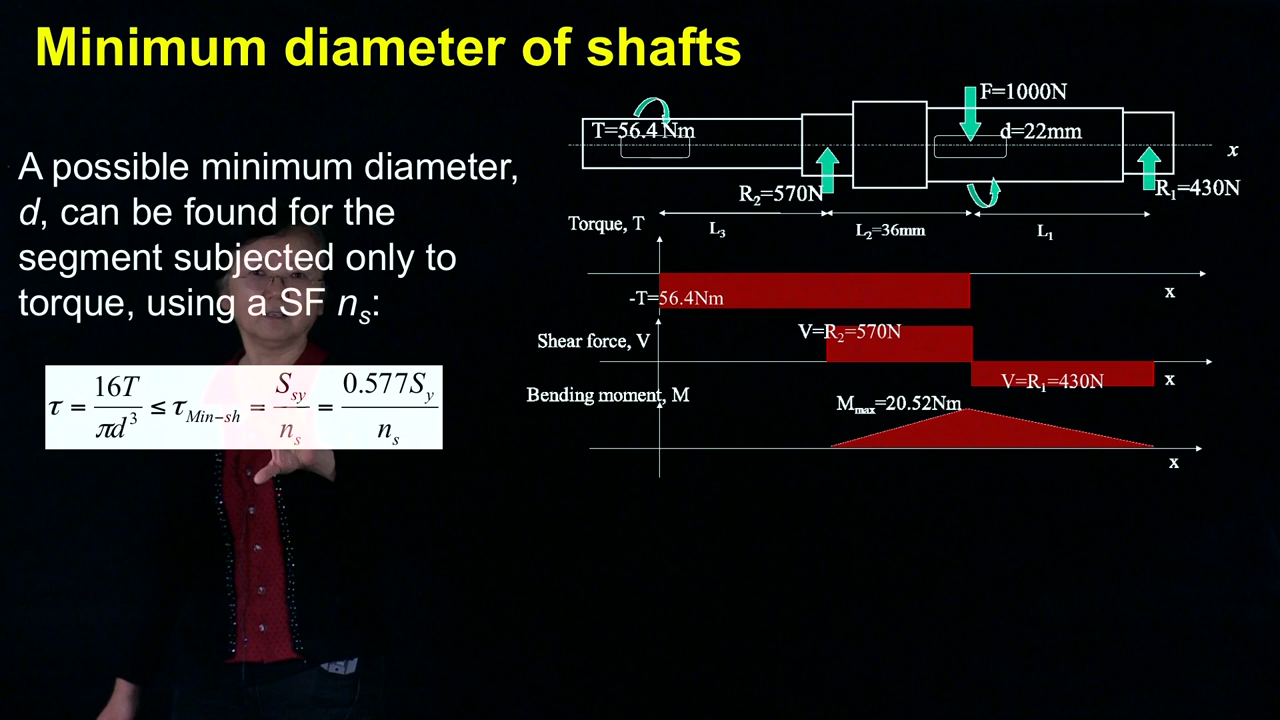 Minimum diameter of shafts
A possible minimum diameter,
d, can be found for the
segment subjected only to
torque, using a SF nₛ:
τ = 16T / πd³ ≤ τ_Min−sh = S_sy / n_s = 0.577S_y / n_s
F=1000N
T=56.4 Nm
d=22mm
x
R₂=570N
R₁=430N
Torque, T
L₃
L₂=36mm
L₁
-T=56.4Nm
x
V=R₂=570N
Shear force, V
V=R₁=430N
x
Bending moment, M
M_max=20.52Nm
x